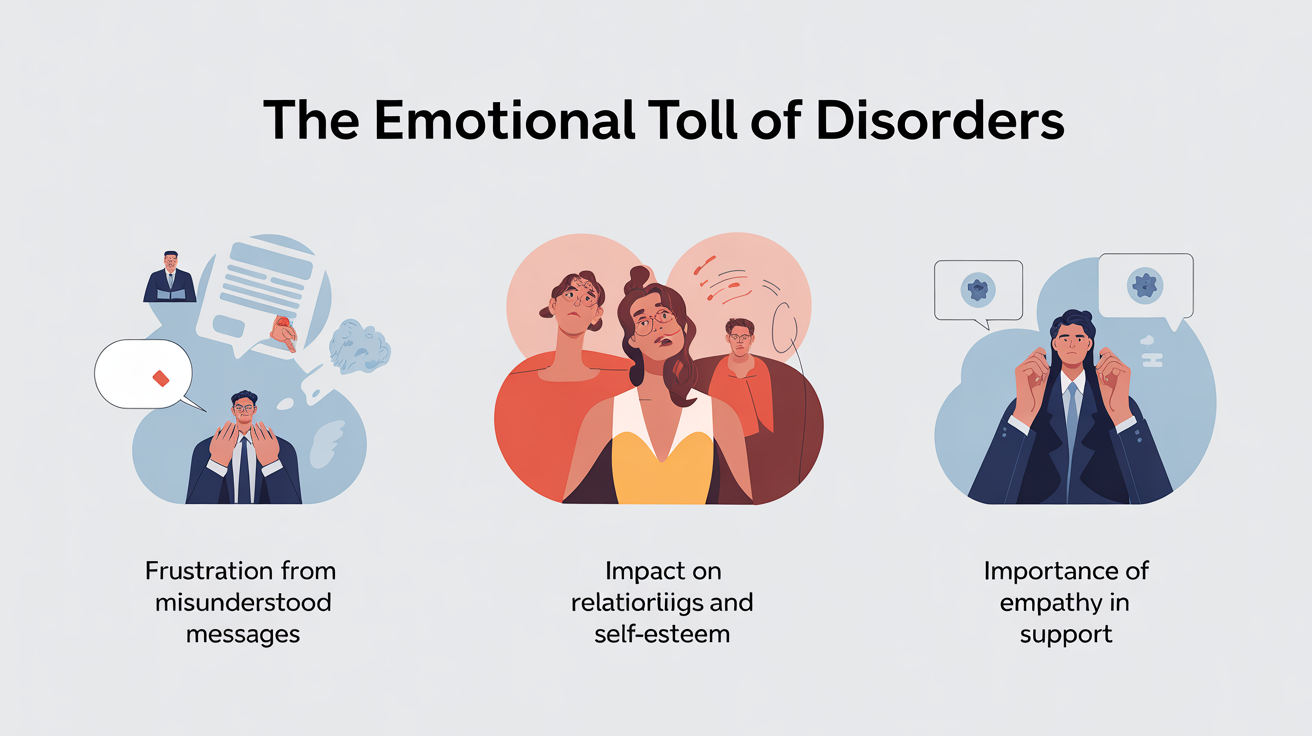 The Emotional Toll of Disorders
Frustration from
misunderstood
messages
Impact on
relatiorliigs and
self-esteem
Importance of
empathy in
support